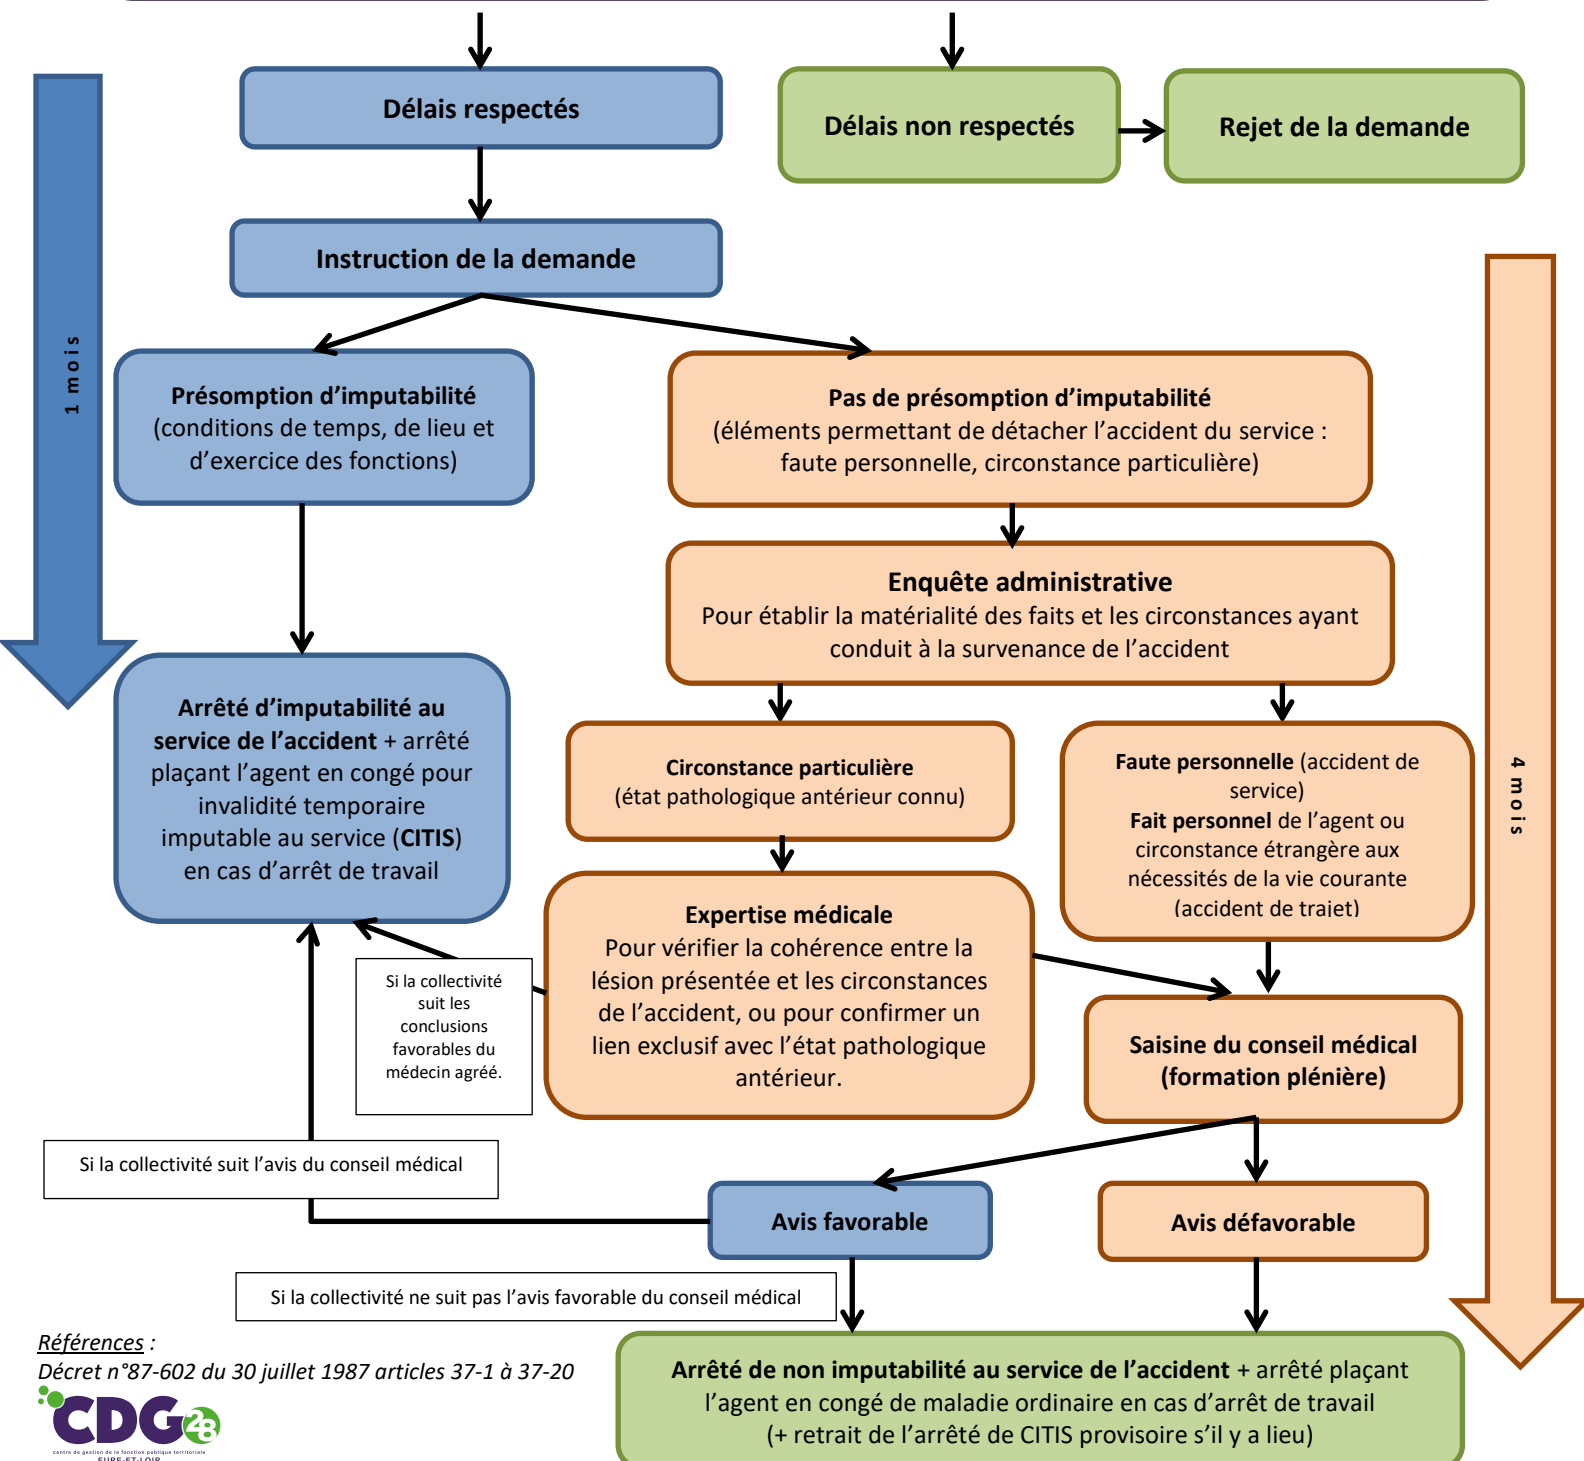 Délais respectés
Délais non respectés
Rejet de la demande
Instruction de la demande
1 mois
Présomption d'imputabilité
(conditions de temps, de lieu et
d'exercice des fonctions)
Pas de présomption d'imputabilité
(éléments permettant de détacher l'accident du service :
faute personnelle, circonstance particulière)
Enquête administrative
Pour établir la matérialité des faits et les circonstances ayant
conduit à la survenance de l'accident
Arrêté d'imputabilité au
service de l'accident + arrêté
plaçant l'agent en congé pour
invalidité temporaire
imputable au service (CITIS)
en cas d'arrêt de travail
Circonstance particulière
(état pathologique antérieur connu)
Faute personnelle (accident de
service)
Fait personnel de l'agent ou
circonstance étrangère aux
nécessités de la vie courante
(accident de trajet)
4 mois
Expertise médicale
Pour vérifier la cohérence entre la
lésion présentée et les circonstances
de l'accident, ou pour confirmer un
lien exclusif avec l'état pathologique
antérieur.
Si la collectivité
suit les
conclusions
favorables du
médecin agréé.
Saisine du conseil médical
(formation plénière)
Si la collectivité suit l'avis du conseil médical
Avis favorable
Avis défavorable
Si la collectivité ne suit pas l'avis favorable du conseil médical
Références :
Décret n°87-602 du 30 juillet 1987 articles 37-1 à 37-20
Arrêté de non imputabilité au service de l'accident + arrêté plaçant
l'agent en congé de maladie ordinaire en cas d'arrêt de travail
(+ retrait de l'arrêté de CITIS provisoire s'il y a lieu)
CDG28
centre de gestion de la fonction publique territoriale
EURE-ET-LOIR